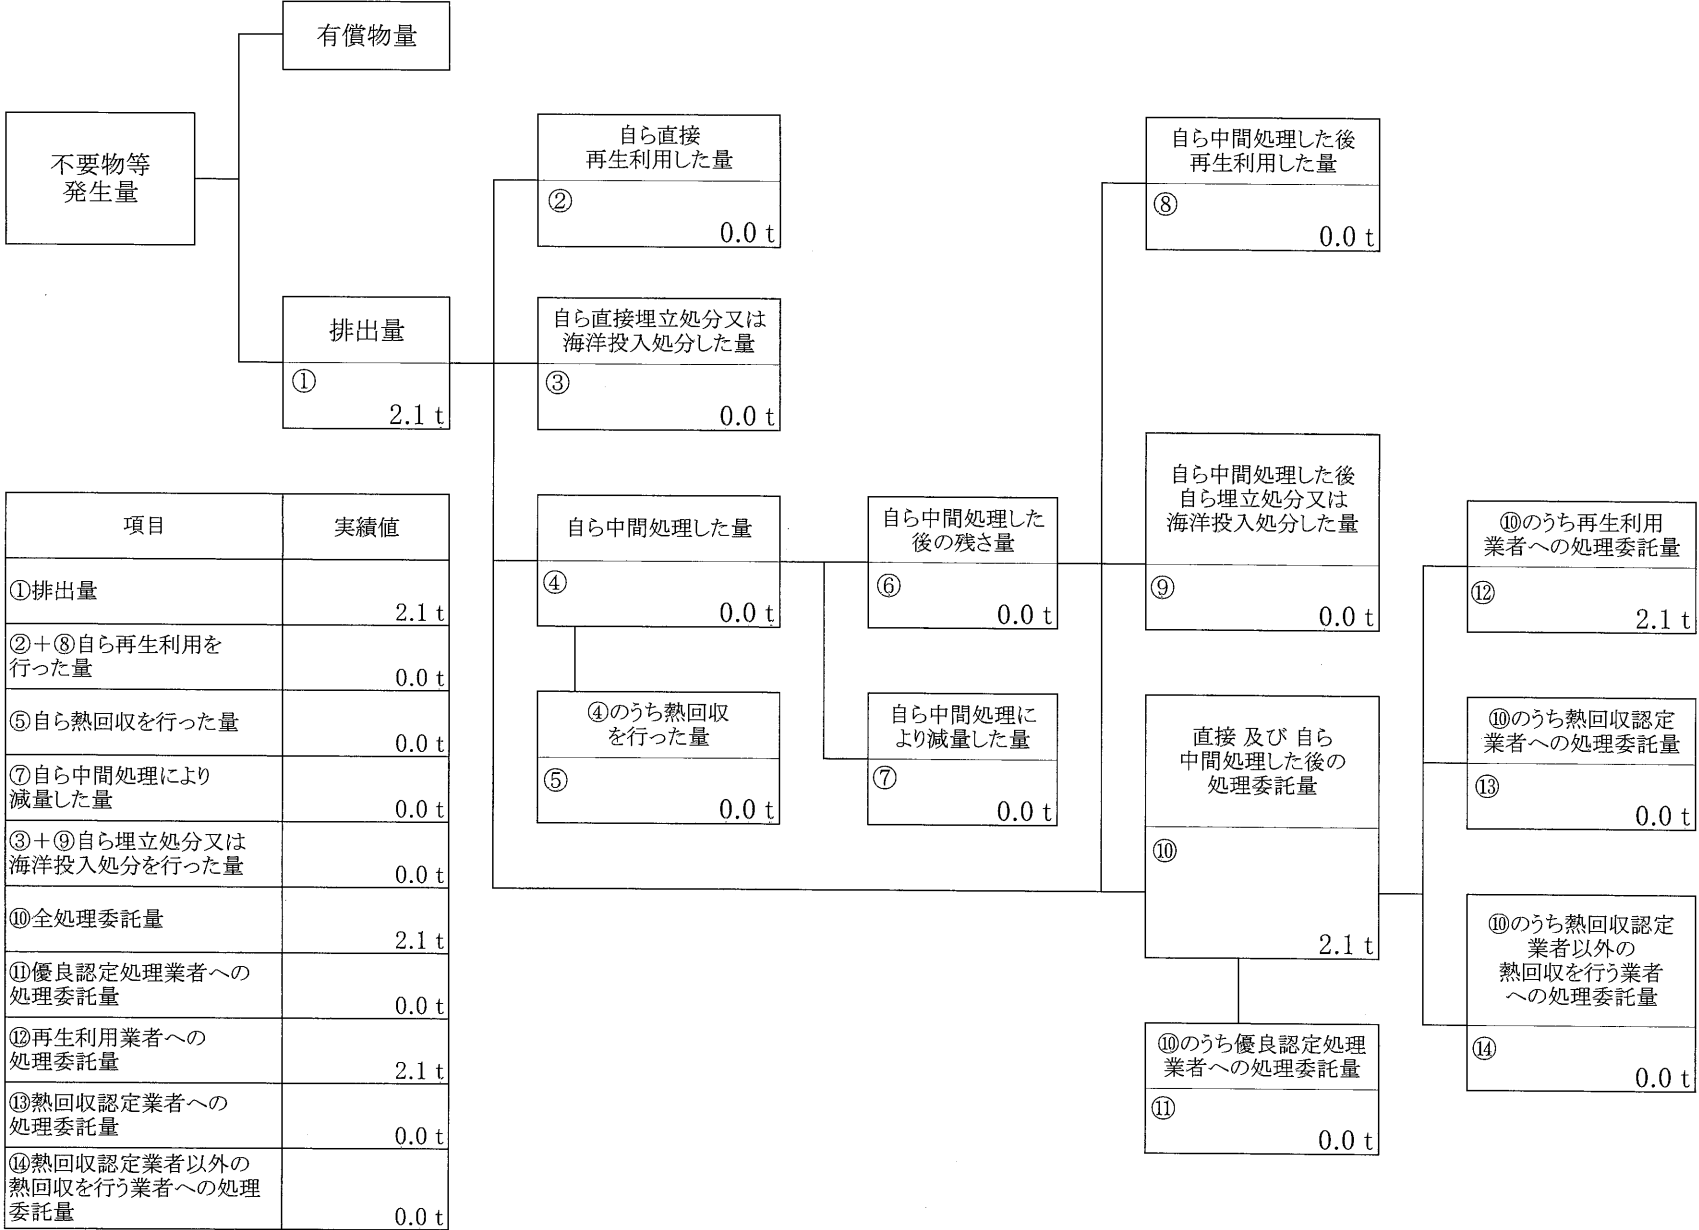 有償物量
不要物等
発生量
排出量
①
2.1 t
自ら直接
再生利用した量
②
0.0 t
自ら直接埋立処分又は
海洋投入処分した量
③
0.0 t
自ら中間処理した量
④
0.0 t
④のうち熱回収
を行った量
⑤
0.0 t
自ら中間処理した
後の残さ量
⑥
0.0 t
自ら中間処理に
より減量した量
⑦
0.0 t
自ら中間処理した後
再生利用した量
⑧
0.0 t
自ら中間処理した後
自ら埋立処分又は
海洋投入処分した量
⑨
0.0 t
直接 及び 自ら
中間処理した後の
処理委託量
⑩
2.1 t
⑩のうち優良認定処理
業者への処理委託量
⑪
0.0 t
⑩のうち再生利用
業者への処理委託量
⑫
2.1 t
⑩のうち熱回収認定
業者への処理委託量
⑬
0.0 t
⑩のうち熱回収認定
業者以外の
熱回収を行う業者
への処理委託量
⑭
0.0 t
項目 実績値
①排出量
2.1 t
②+⑧自ら再生利用を
行った量
0.0 t
⑤自ら熱回収を行った量
0.0 t
⑦自ら中間処理により
減量した量
0.0 t
③+⑨自ら埋立処分又は
海洋投入処分を行った量
0.0 t
⑩全処理委託量
2.1 t
⑪優良認定処理業者への
処理委託量
0.0 t
⑫再生利用業者への
処理委託量
2.1 t
⑬熱回収認定業者への
処理委託量
0.0 t
⑭熱回収認定業者以外の
熱回収を行う業者への処理
委託量
0.0 t